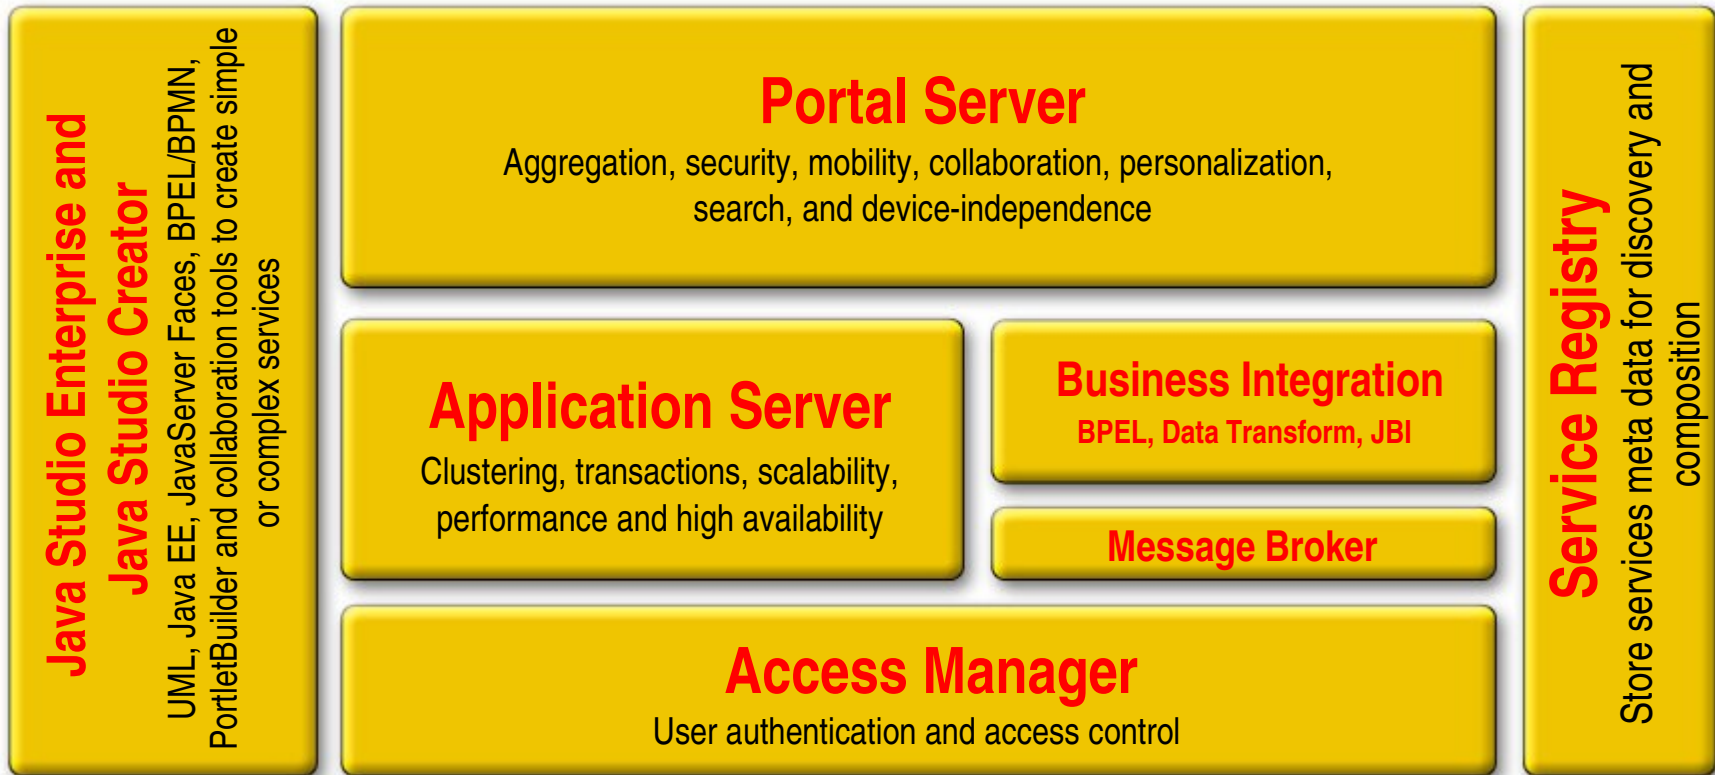 Java Studio Enterprise and
Java Studio Creator
UML, Java EE, JavaServer Faces, BPEL/BPMN,
PortletBuilder and collaboration tools to create simple
or complex services
Portal Server
Aggregation, security, mobility, collaboration, personalization,
search, and device-independence
Application Server
Clustering, transactions, scalability,
performance and high availability
Business Integration
BPEL, Data Transform, JBI
Message Broker
Access Manager
User authentication and access control
Service Registry
Store services meta data for discovery and
composition